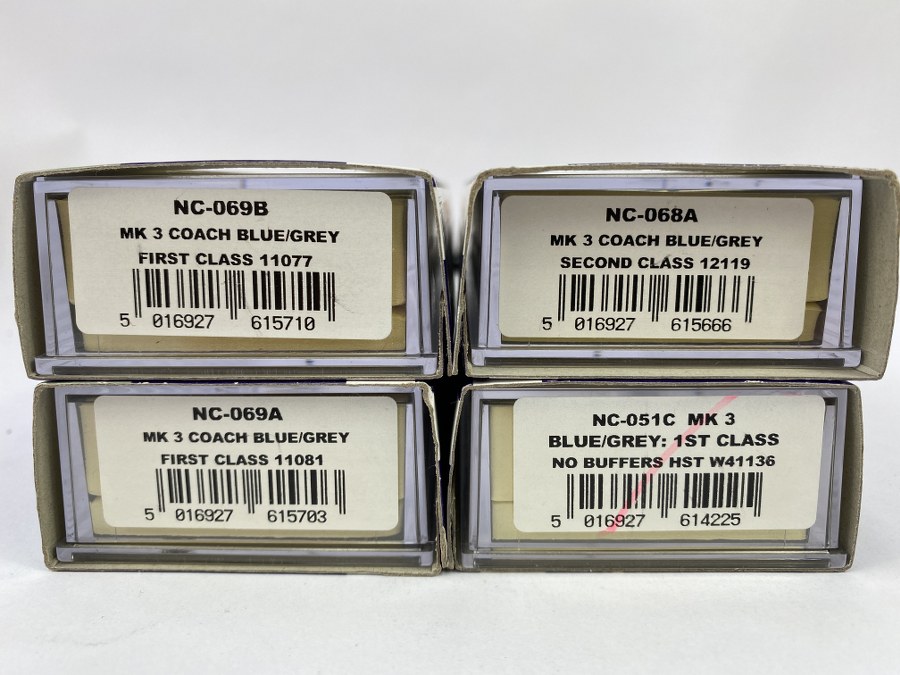 NC-069B
MK 3 COACH BLUE/GREY
FIRST CLASS 11077
5 016927 615710
NC-068A
MK 3 COACH BLUE/GREY
SECOND CLASS 12119
5 016927 615666
NC-069A
MK 3 COACH BLUE/GREY
FIRST CLASS 11081
5 016927 615703
NC-051C MK 3
BLUE/GREY: 1ST CLASS
NO BUFFERS HST W41136
5 016927 614225